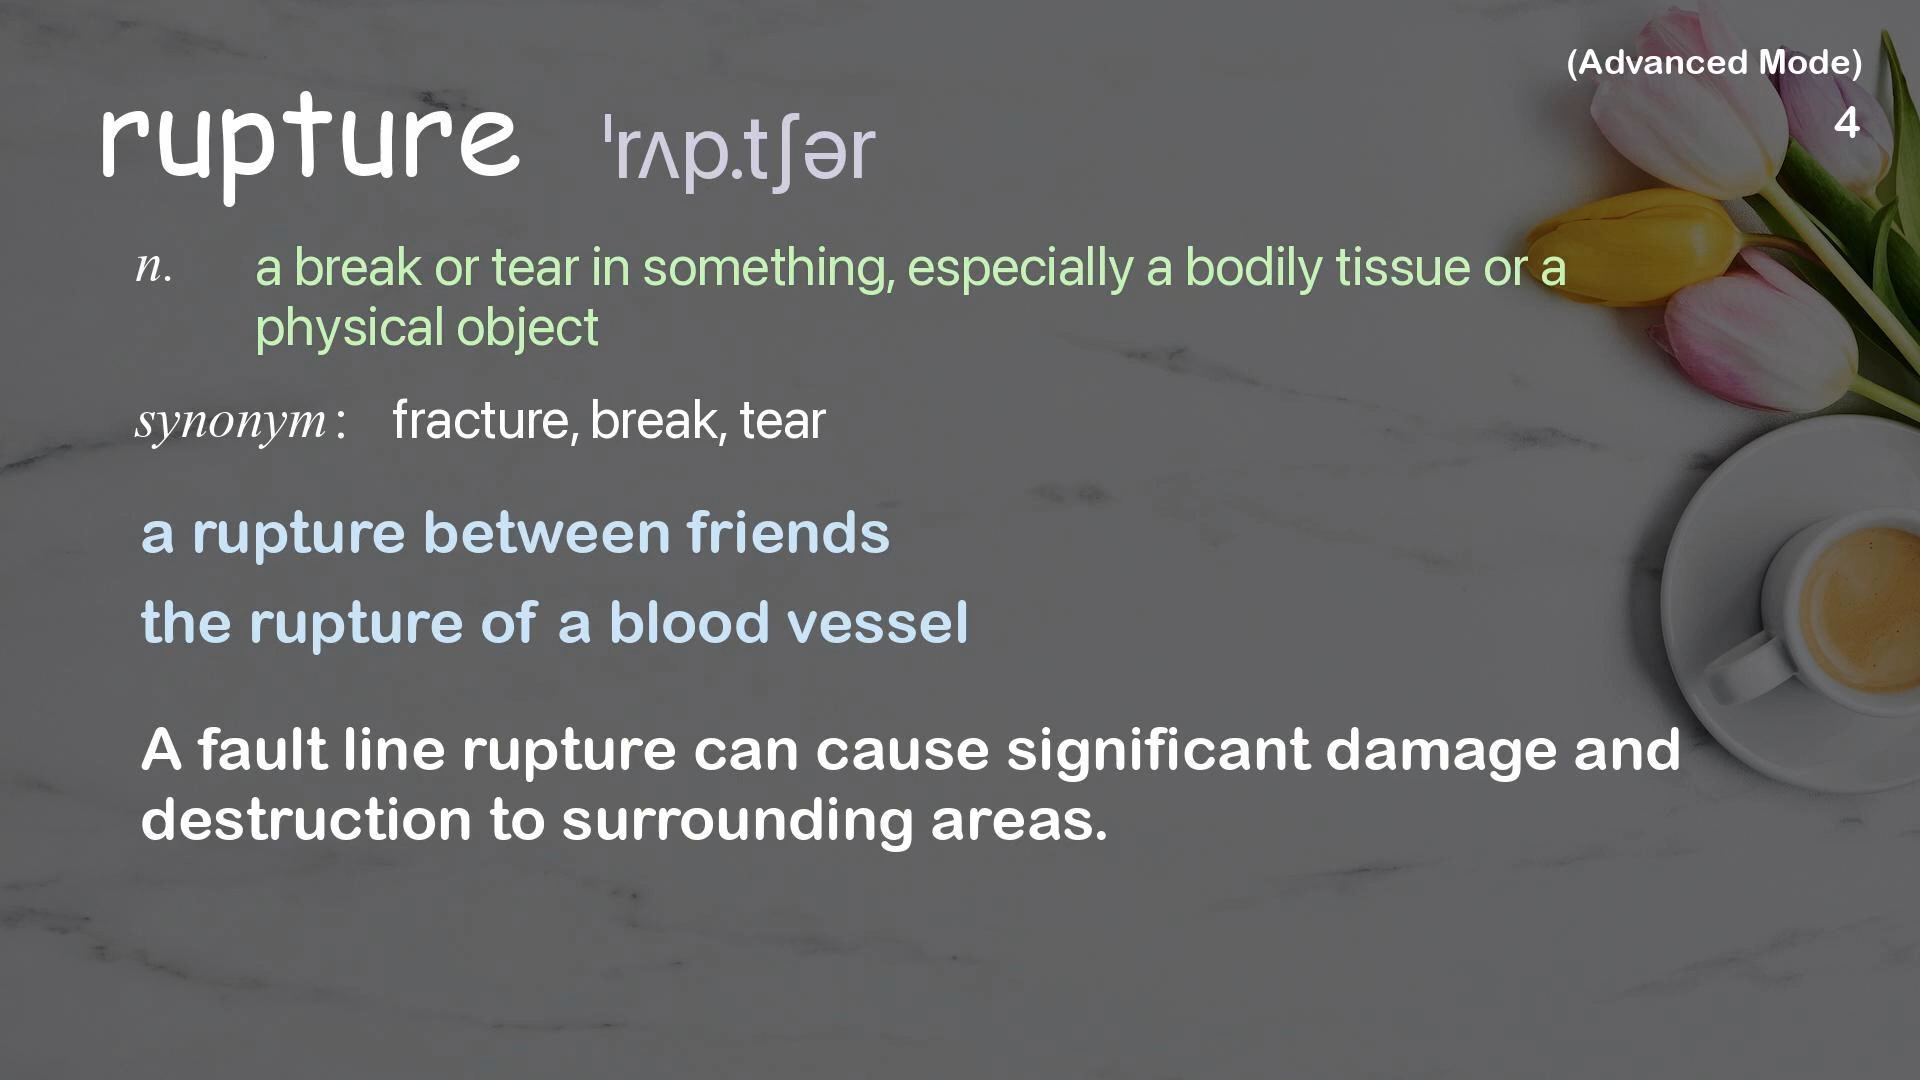 (Advanced Mode)
rupture ˈrʌp.tʃər
4
n. a break or tear in something, especially a bodily tissue or a
physical object
synonym: fracture, break, tear
a rupture between friends
the rupture of a blood vessel
A fault line rupture can cause significant damage and
destruction to surrounding areas.